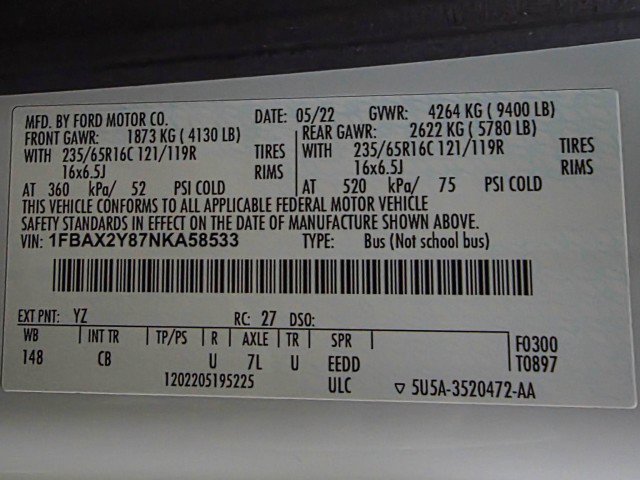 MFD. BY FORD MOTOR CO. DATE: 05/22 GVWR: 4264 KG (9400 LB)
FRONT GAWR: 1873 KG (4130 LB) REAR GAWR: 2622 KG (5780 LB)
WITH 235/65R16C 121/119R TIRES WITH 235/65R16C 121/119R TIRES
16x6.5J RIMS 16x6.5J RIMS
AT 360 kPa/ 52 PSI COLD AT 520 kPa/ 75 PSI COLD
THIS VEHICLE CONFORMS TO ALL APPLICABLE FEDERAL MOTOR VEHICLE
SAFETY STANDARDS IN EFFECT ON THE DATE OF MANUFACTURE SHOWN ABOVE.
VIN: 1FBAX2Y87NKA58533 TYPE: Bus (Not school bus)
EXT PNT: YZ RC: 27 DSO:
WB INT TR TP/PS R AXLE TR SPR F0300
148 CB U 7L U EEDD T0897
1202205195225 ULC ▽ 5U5A-3520472-AA